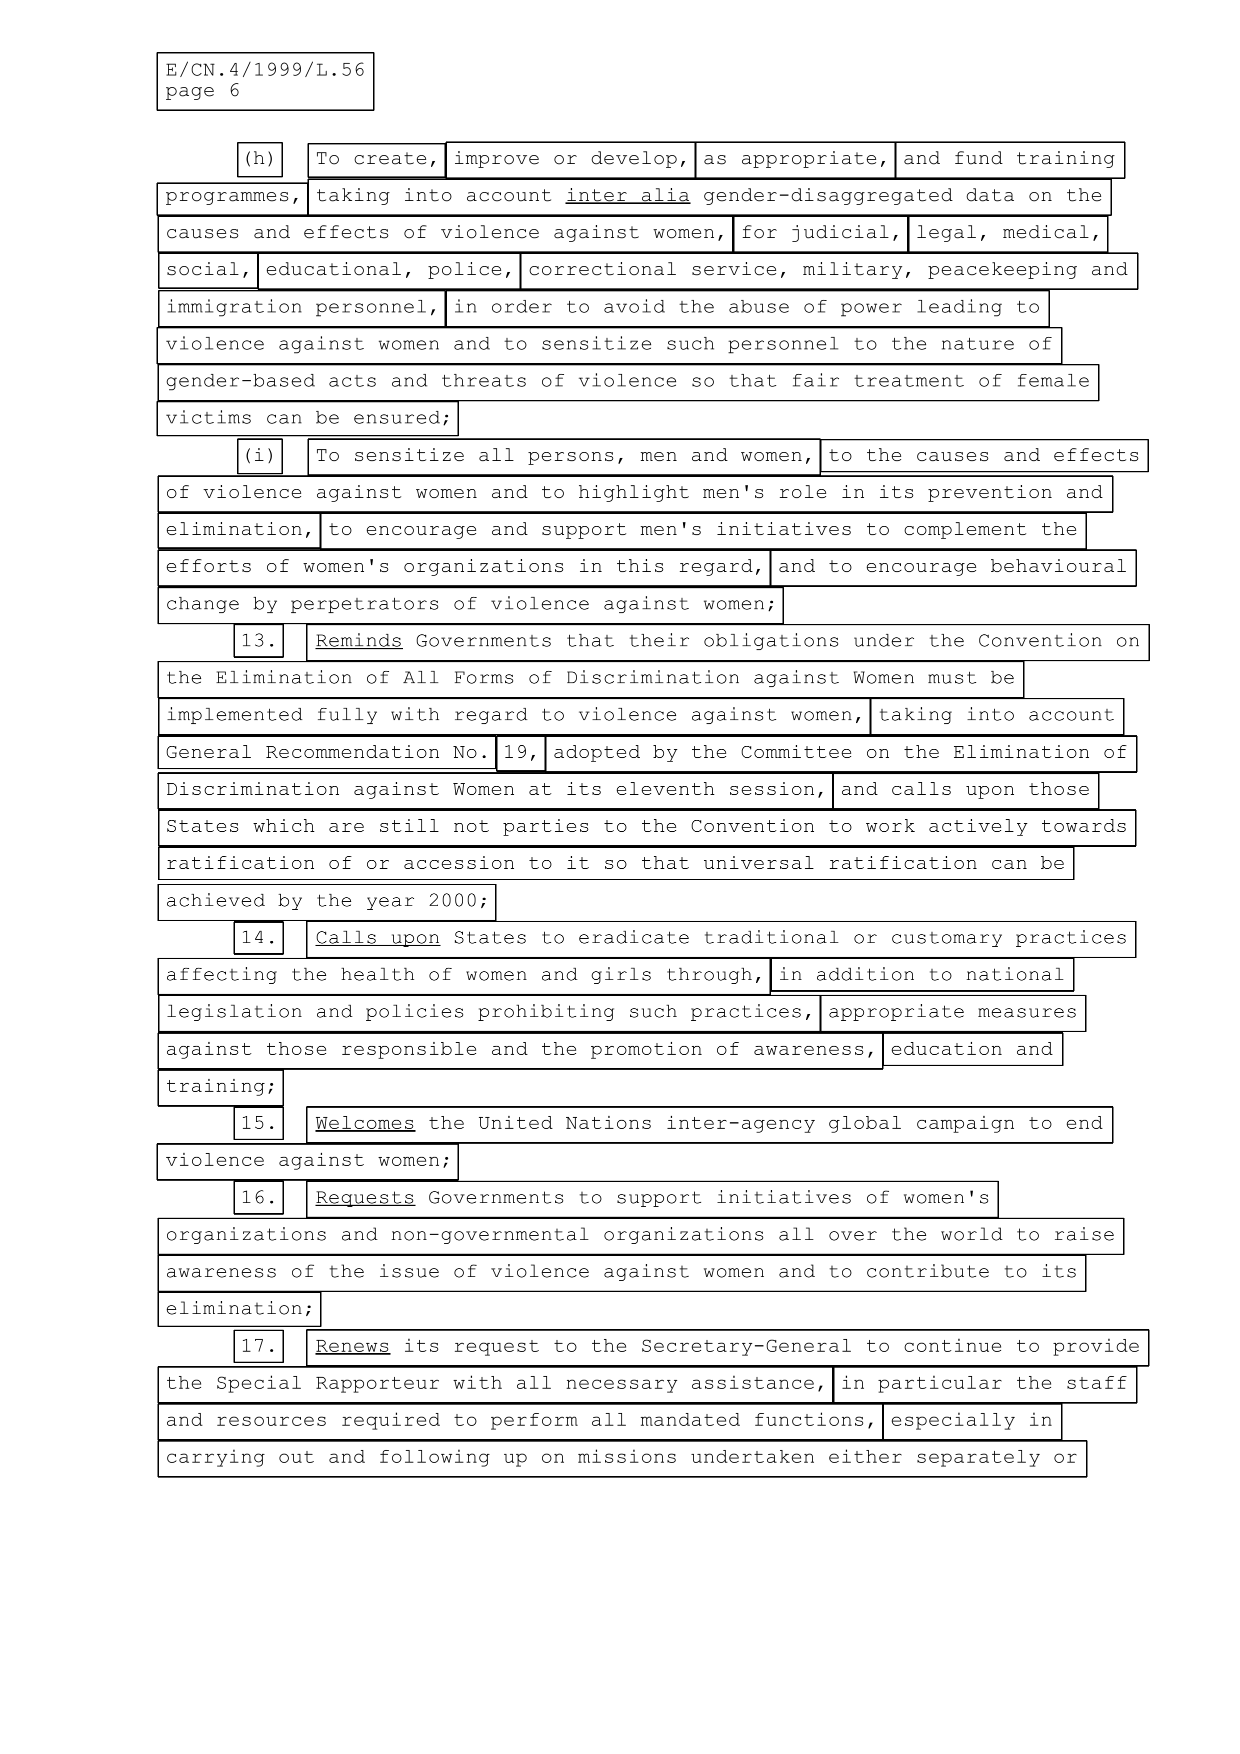 E/CN.4/1999/L.56
page 6
(h) To create, improve or develop, as appropriate, and fund training
programmes, taking into account inter alia gender-disaggregated data on the
causes and effects of violence against women, for judicial, legal, medical,
social, educational, police, correctional service, military, peacekeeping and
immigration personnel, in order to avoid the abuse of power leading to
violence against women and to sensitize such personnel to the nature of
gender-based acts and threats of violence so that fair treatment of female
victims can be ensured;
(i) To sensitize all persons, men and women, to the causes and effects
of violence against women and to highlight men's role in its prevention and
elimination, to encourage and support men's initiatives to complement the
efforts of women's organizations in this regard, and to encourage behavioural
change by perpetrators of violence against women;
13. Reminds Governments that their obligations under the Convention on
the Elimination of All Forms of Discrimination against Women must be
implemented fully with regard to violence against women, taking into account
General Recommendation No. 19, adopted by the Committee on the Elimination of
Discrimination against Women at its eleventh session, and calls upon those
States which are still not parties to the Convention to work actively towards
ratification of or accession to it so that universal ratification can be
achieved by the year 2000;
14. Calls upon States to eradicate traditional or customary practices
affecting the health of women and girls through, in addition to national
legislation and policies prohibiting such practices, appropriate measures
against those responsible and the promotion of awareness, education and
training;
15. Welcomes the United Nations inter-agency global campaign to end
violence against women;
16. Requests Governments to support initiatives of women's
organizations and non-governmental organizations all over the world to raise
awareness of the issue of violence against women and to contribute to its
elimination;
17. Renews its request to the Secretary-General to continue to provide
the Special Rapporteur with all necessary assistance, in particular the staff
and resources required to perform all mandated functions, especially in
carrying out and following up on missions undertaken either separately or